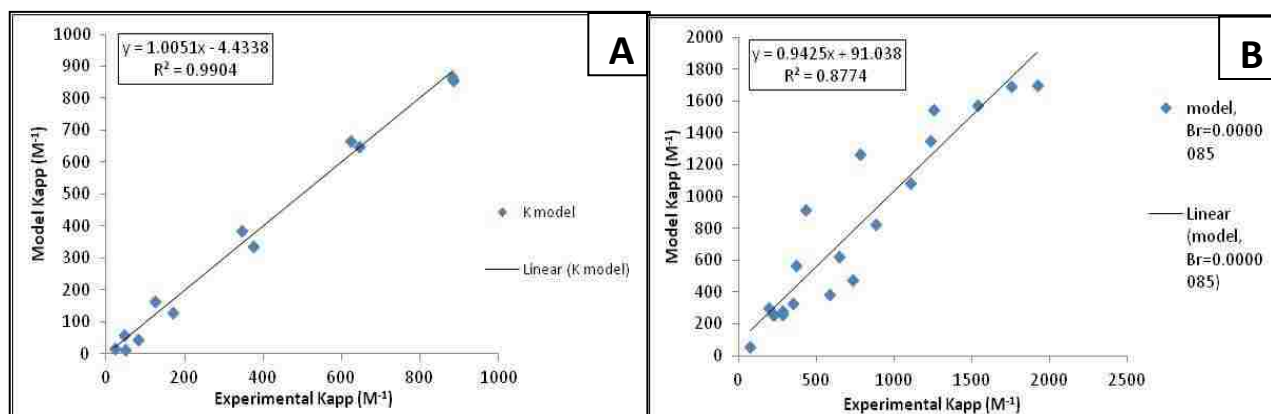 A
y = 1.0051x - 4.4338
R² = 0.9904
Model Kapp (M⁻¹)
1000
900
800
700
600
500
400
300
200
100
0
0 200 400 600 800 1000
Experimental Kapp (M⁻¹)
K model
Linear (K model)
B
y = 0.9425x + 91.038
R² = 0.8774
Model Kapp (M⁻¹)
2000
1800
1600
1400
1200
1000
800
600
400
200
0
0 500 1000 1500 2000 2500
Experimental Kapp (M⁻¹)
model,
Br=0.0000
085
Linear
(model,
Br=0.0000
085)